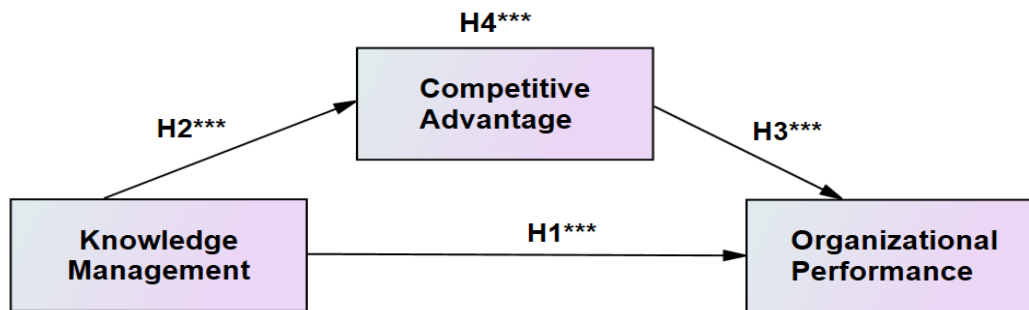 H4***
Competitive
Advantage
H2***
H3***
H1***
Knowledge
Management
Organizational
Performance